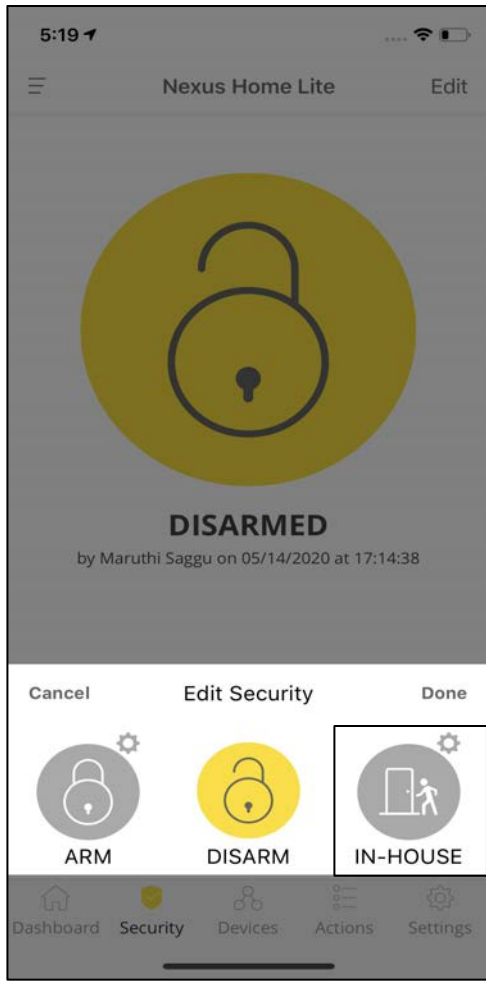 5:19
Nexus Home Lite Edit
DISARMED
by Maruthi Saggu on 05/14/2020 at 17:14:38
Cancel Edit Security Done
ARM DISARM IN-HOUSE
Dashboard Security Devices Actions Settings